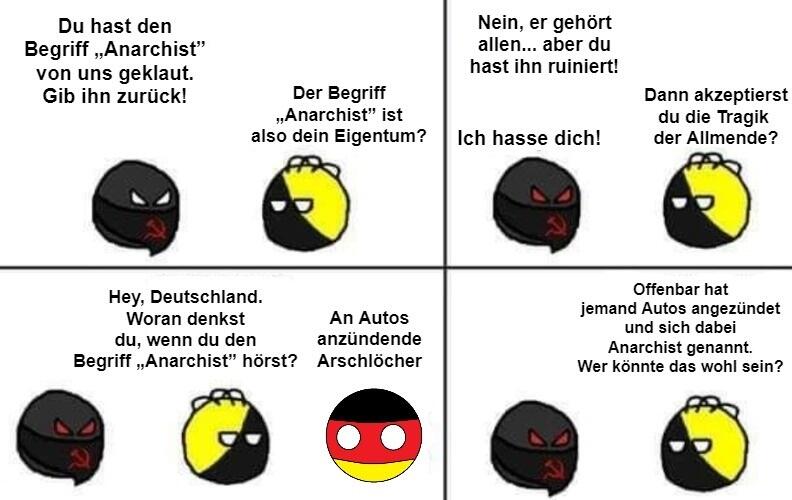 Du hast den
Begriff „Anarchist”
von uns geklaut.
Gib ihn zurück!
Der Begriff
„Anarchist” ist
also dein Eigentum?
Nein, er gehört
allen... aber du
hast ihn ruiniert!
Dann akzeptierst
du die Tragik
der Allmende?
Ich hasse dich!
Hey, Deutschland.
Woran denkst
du, wenn du den
Begriff „Anarchist” hörst?
An Autos
anzündende
Arschlöcher
Offenbar hat
jemand Autos angezündet
und sich dabei
Anarchist genannt.
Wer könnte das wohl sein?